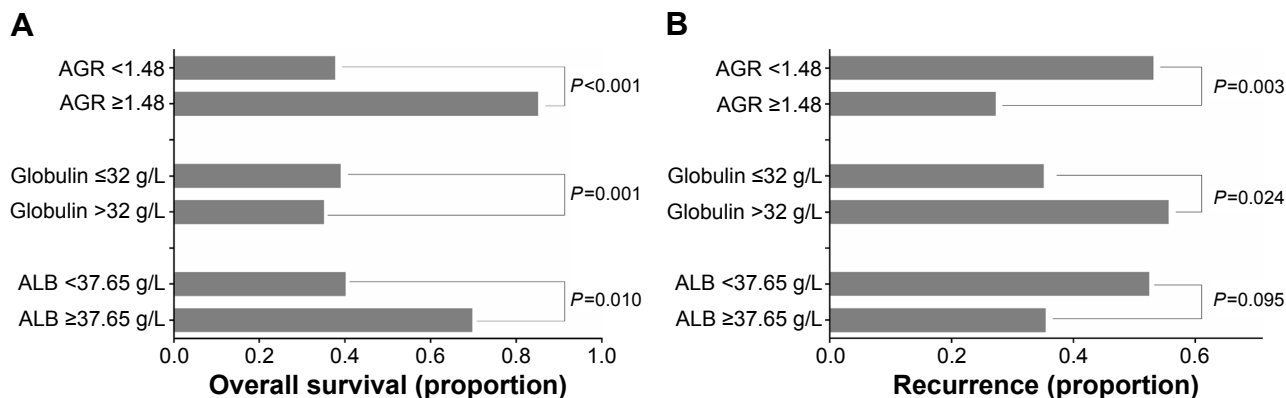 A
AGR <1.48
AGR ≥1.48
P<0.001
Globulin ≤32 g/L
Globulin >32 g/L
P=0.001
ALB <37.65 g/L
ALB ≥37.65 g/L
P=0.010
0.0 0.2 0.4 0.6 0.8 1.0
Overall survival (proportion)
B
AGR <1.48
AGR ≥1.48
P=0.003
Globulin ≤32 g/L
Globulin >32 g/L
P=0.024
ALB <37.65 g/L
ALB ≥37.65 g/L
P=0.095
0.0 0.2 0.4 0.6
Recurrence (proportion)